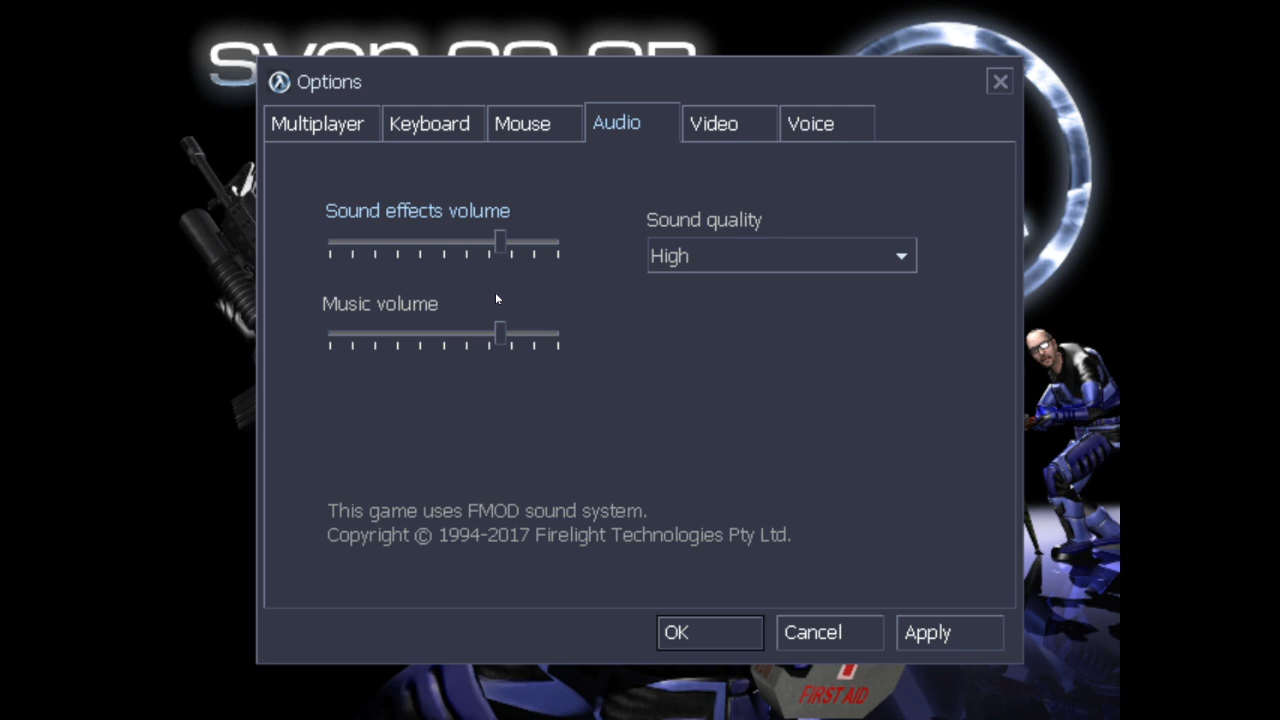 Options
Multiplayer
Keyboard
Mouse
Audio
Video
Voice
Sound effects volume
Sound quality
High
Music volume
This game uses FMOD sound system.
Copyright © 1994-2017 Firelight Technologies Pty Ltd.
OK
Cancel
Apply
FIRST AID